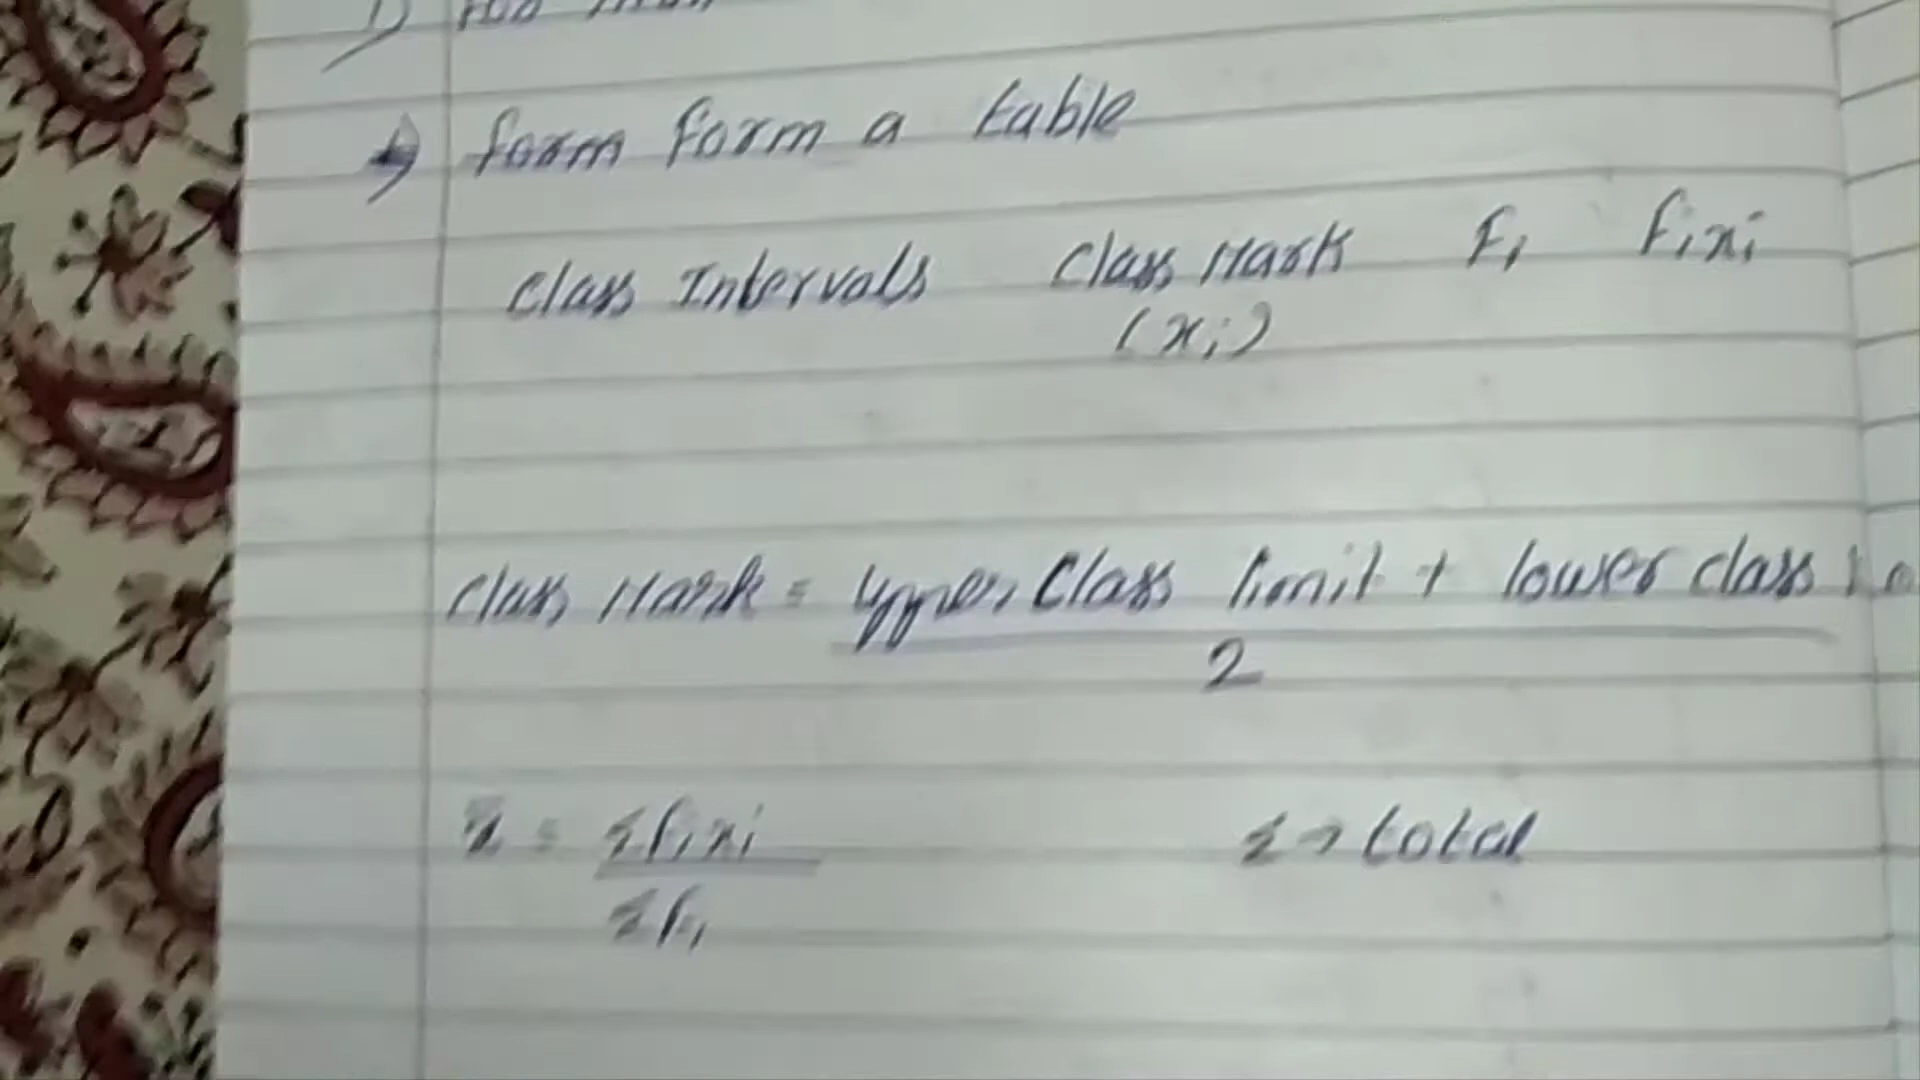 1)
→ form form a table
Class Intervals Class Mark Fi fixi
(xi)
Class Mark = upper Class limit + lower class
2
x̄ = Σfixi
Σfi
Σ → total